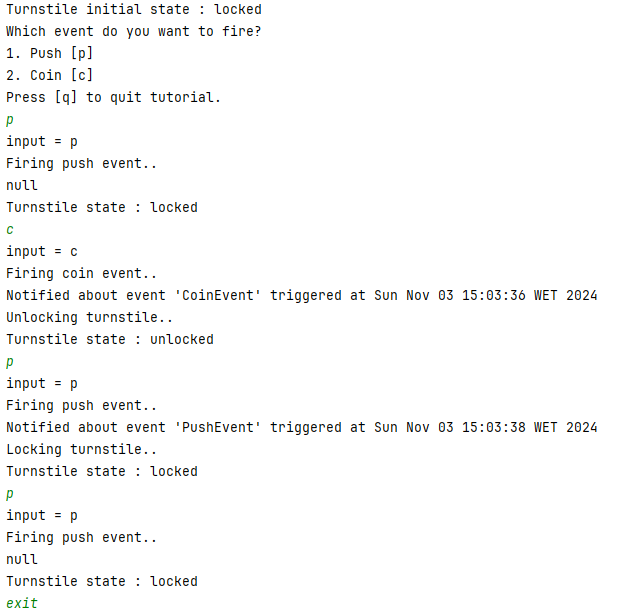 Turnstile initial state : locked
Which event do you want to fire?
1. Push [p]
2. Coin [c]
Press [q] to quit tutorial.
p
input = p
Firing push event..
null
Turnstile state : locked
c
input = c
Firing coin event..
Notified about event 'CoinEvent' triggered at Sun Nov 03 15:03:36 WET 2024
Unlocking turnstile..
Turnstile state : unlocked
p
input = p
Firing push event..
Notified about event 'PushEvent' triggered at Sun Nov 03 15:03:38 WET 2024
Locking turnstile..
Turnstile state : locked
p
input = p
Firing push event..
null
Turnstile state : locked
exit